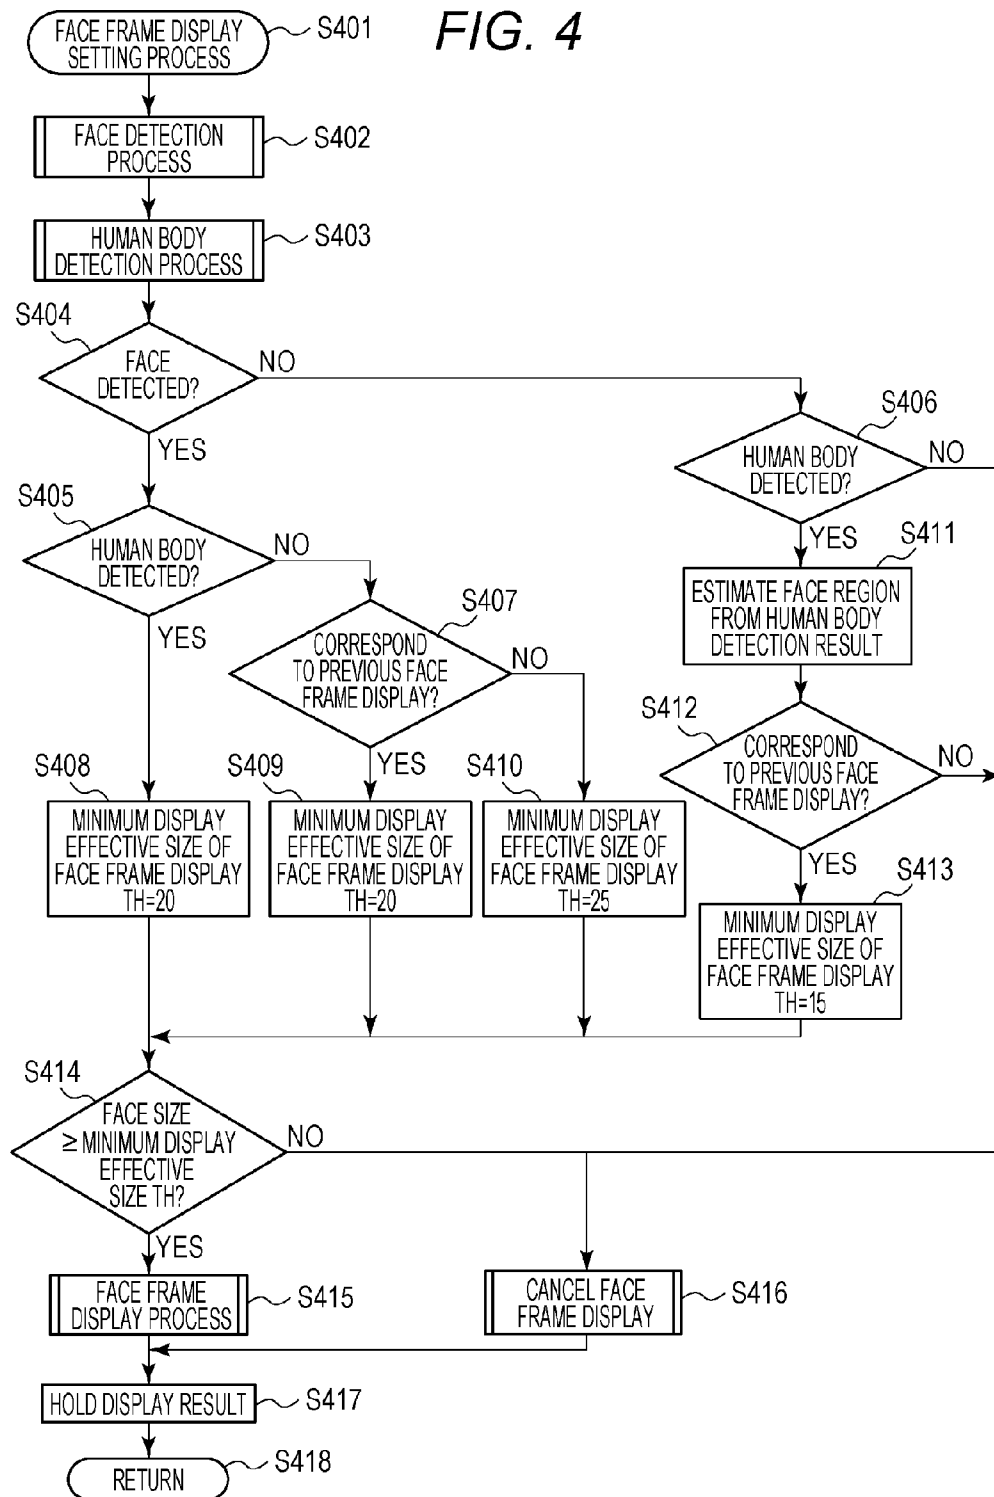 FIG. 4
FACE FRAME DISPLAY
SETTING PROCESS
S401
FACE DETECTION
PROCESS
S402
HUMAN BODY
DETECTION PROCESS
S403
S404
FACE
DETECTED?
NO
YES
S406
HUMAN BODY
DETECTED?
NO
YES
S405
HUMAN BODY
DETECTED?
NO
YES
S411
ESTIMATE FACE REGION
FROM HUMAN BODY
DETECTION RESULT
S407
CORRESPOND
TO PREVIOUS FACE
FRAME DISPLAY?
NO
YES
S412
CORRESPOND
TO PREVIOUS FACE
FRAME DISPLAY?
NO
YES
S408
MINIMUM DISPLAY
EFFECTIVE SIZE OF
FACE FRAME DISPLAY
TH=20
S409
MINIMUM DISPLAY
EFFECTIVE SIZE OF
FACE FRAME DISPLAY
TH=20
S410
MINIMUM DISPLAY
EFFECTIVE SIZE OF
FACE FRAME DISPLAY
TH=25
S413
MINIMUM DISPLAY
EFFECTIVE SIZE OF
FACE FRAME DISPLAY
TH=15
S414
FACE SIZE
≥ MINIMUM DISPLAY
EFFECTIVE
SIZE TH?
NO
YES
FACE FRAME
DISPLAY PROCESS
S415
CANCEL FACE
FRAME DISPLAY
S416
HOLD DISPLAY RESULT
S417
RETURN
S418